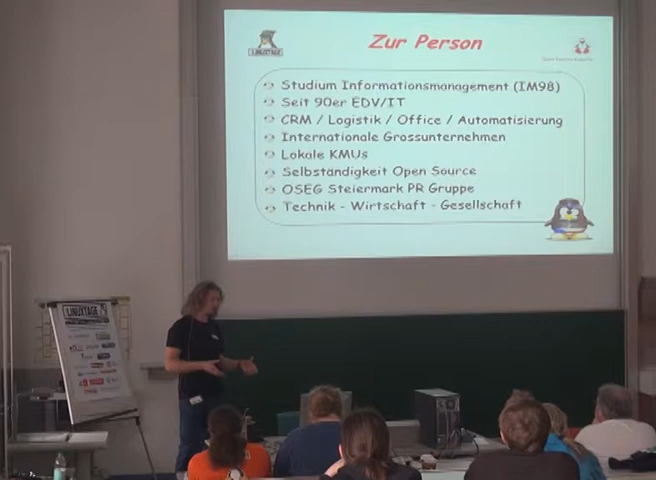 Zur Person
LINUXTAGE
Studium Informationsmanagement (IM98)
Seit 90er EDV/IT
CRM / Logistik / Office / Automatisierung
Internationale Grossunternehmen
Lokale KMUs
Selbständigkeit Open Source
OSEG Steiermark PR Gruppe
Technik - Wirtschaft - Gesellschaft
LINUXTAGE